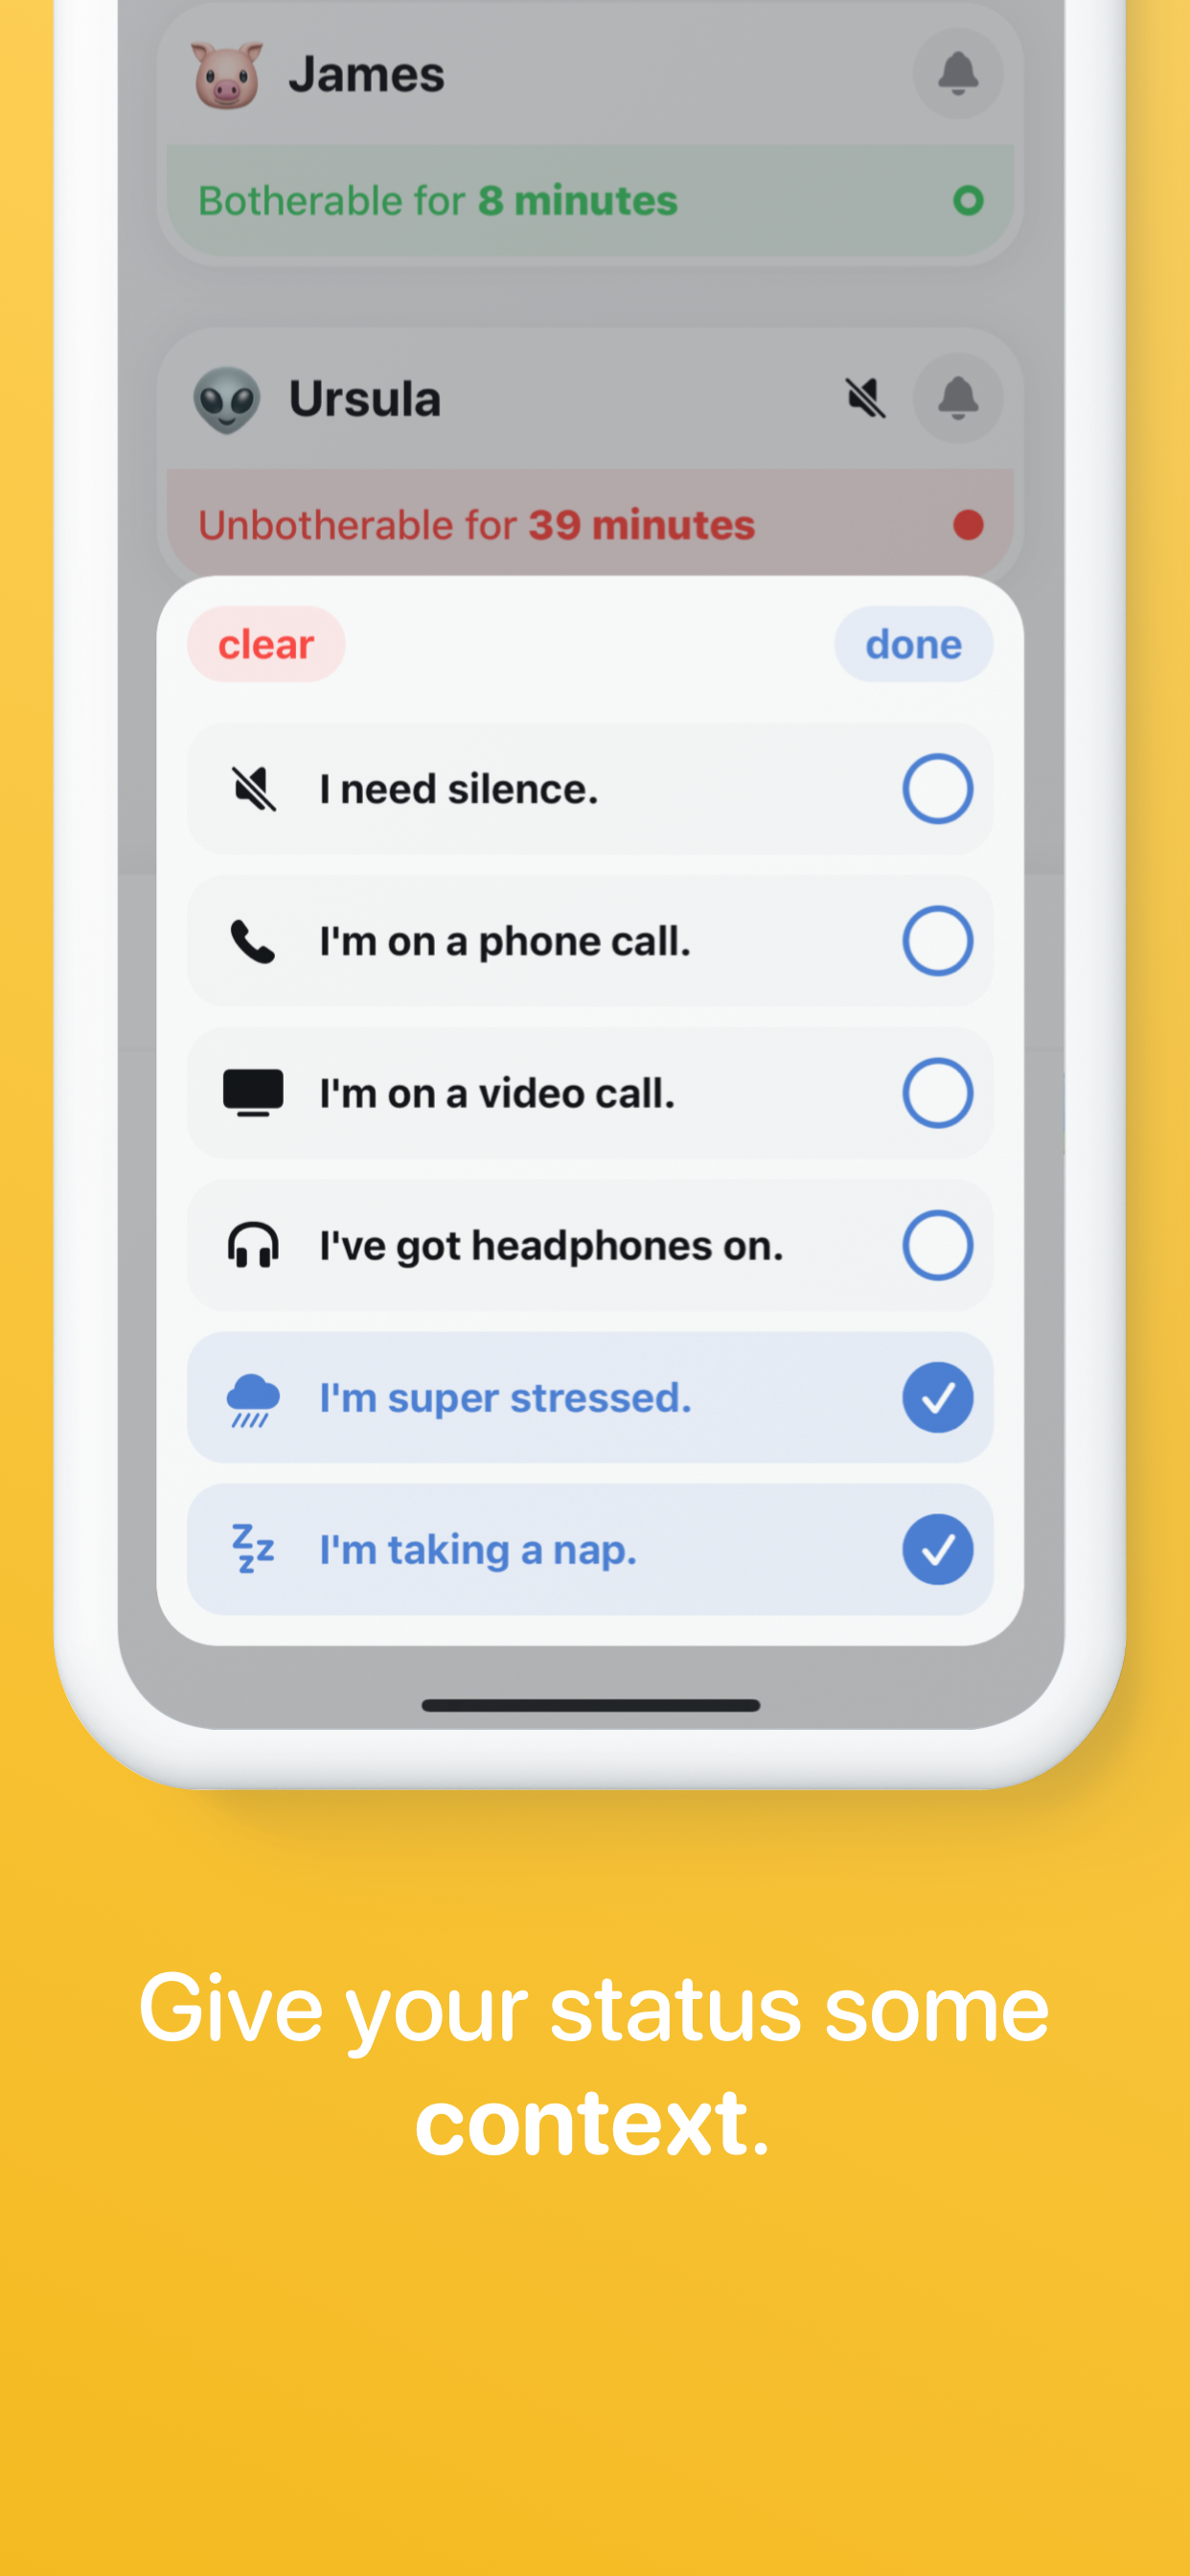 James
Botherable for 8 minutes
Ursula
Unbotherable for 39 minutes
clear
done
I need silence.
I'm on a phone call.
I'm on a video call.
I've got headphones on.
I'm super stressed.
I'm taking a nap.
Give your status some
context.